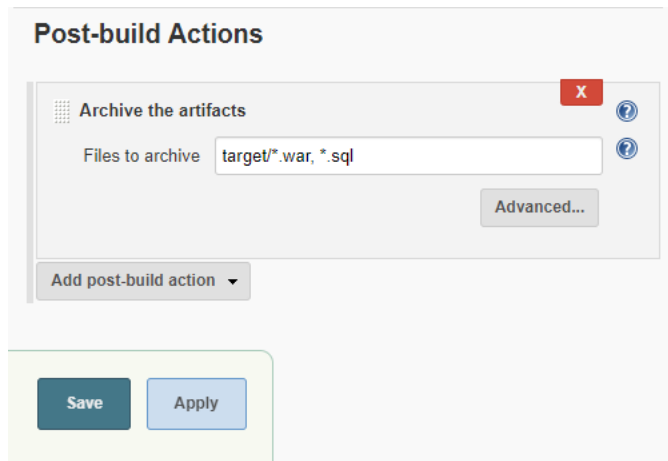 Post-build Actions
X
Archive the artifacts
?
Files to archive target/*.war, *.sql
?
Advanced...
Add post-build action
Save Apply